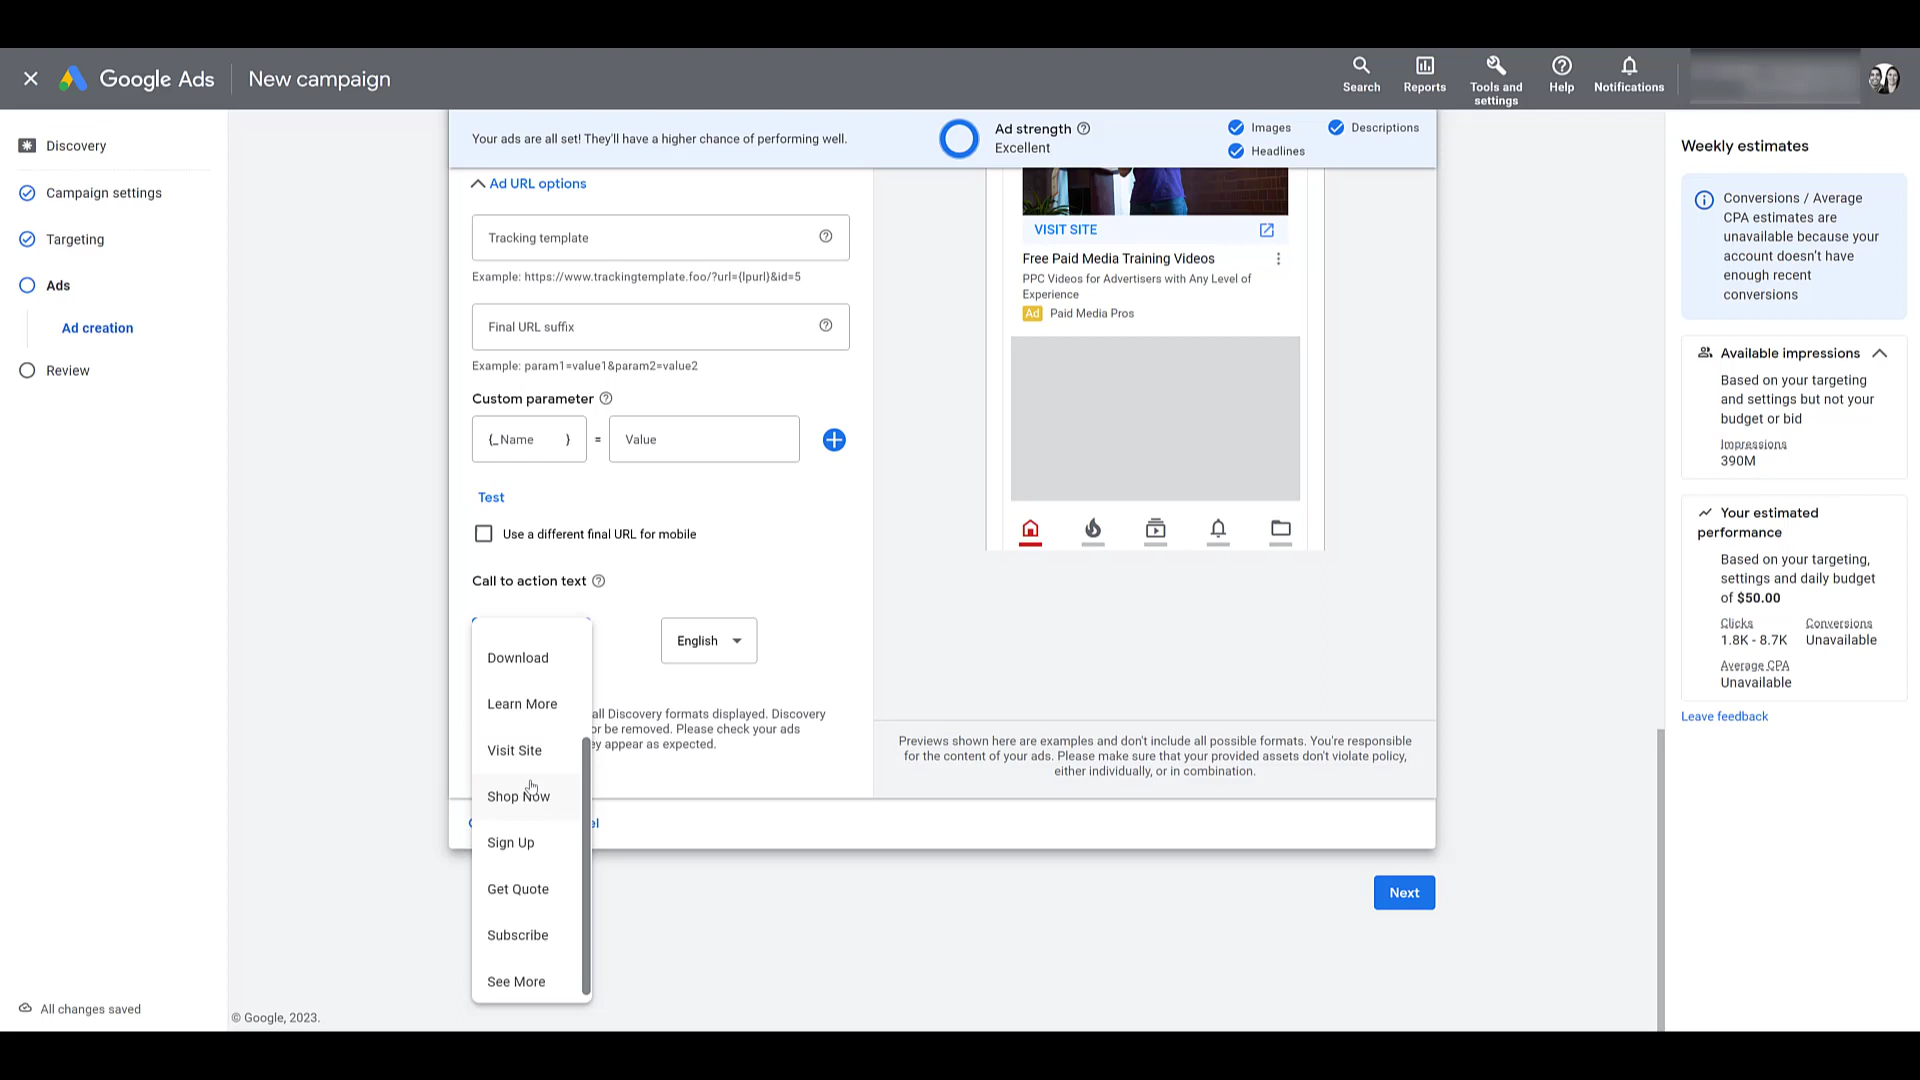 Google Ads
New campaign
Search
Reports
Tools and
settings
Help
Notifications
Discovery
Campaign settings
Targeting
Ads
Ad creation
Review
All changes saved
Your ads are all set! They'll have a higher chance of performing well.
Ad strength
Excellent
Images
Descriptions
Headlines
Ad URL options
Tracking template
Example: https://www.trackingtemplate.foo/?url={lpurl}&id=5
Final URL suffix
Example: param1=value1&param2=value2
Custom parameter
{_Name } = Value
Test
Use a different final URL for mobile
Call to action text
English
Download
Learn More
Visit Site
Shop Now
Sign Up
Get Quote
Subscribe
See More
all Discovery formats displayed. Discovery
or be removed. Please check your ads
ey appear as expected.
el
VISIT SITE
Free Paid Media Training Videos
PPC Videos for Advertisers with Any Level of
Experience
Ad Paid Media Pros
Previews shown here are examples and don't include all possible formats. You're responsible
for the content of your ads. Please make sure that your provided assets don't violate policy,
either individually, or in combination.
Next
© Google, 2023.
Weekly estimates
Conversions / Average
CPA estimates are
unavailable because your
account doesn't have
enough recent
conversions
Available impressions
Based on your targeting
and settings but not your
budget or bid
Impressions
390M
Your estimated
performance
Based on your targeting,
settings and daily budget
of $50.00
Clicks Conversions
1.8K - 8.7K Unavailable
Average CPA
Unavailable
Leave feedback